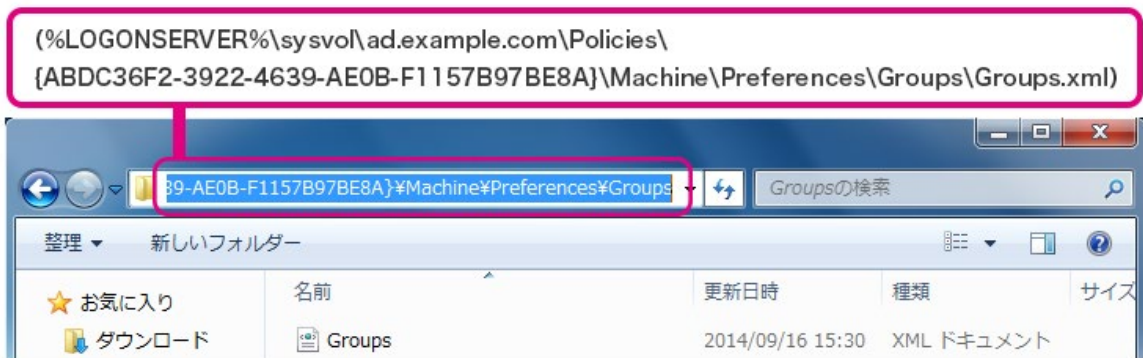 (%LOGONSERVER%\sysvol\ad.example.com\Policies\
{ABDC36F2-3922-4639-AE0B-F1157B97BE8A}\Machine\Preferences\Groups\Groups.xml)
39-AE0B-F1157B97BE8A}¥Machine¥Preferences¥Groups
Groupsの検索
整理 新しいフォルダー
お気に入り 名前 更新日時 種類 サイズ
ダウンロード Groups 2014/09/16 15:30 XML ドキュメント